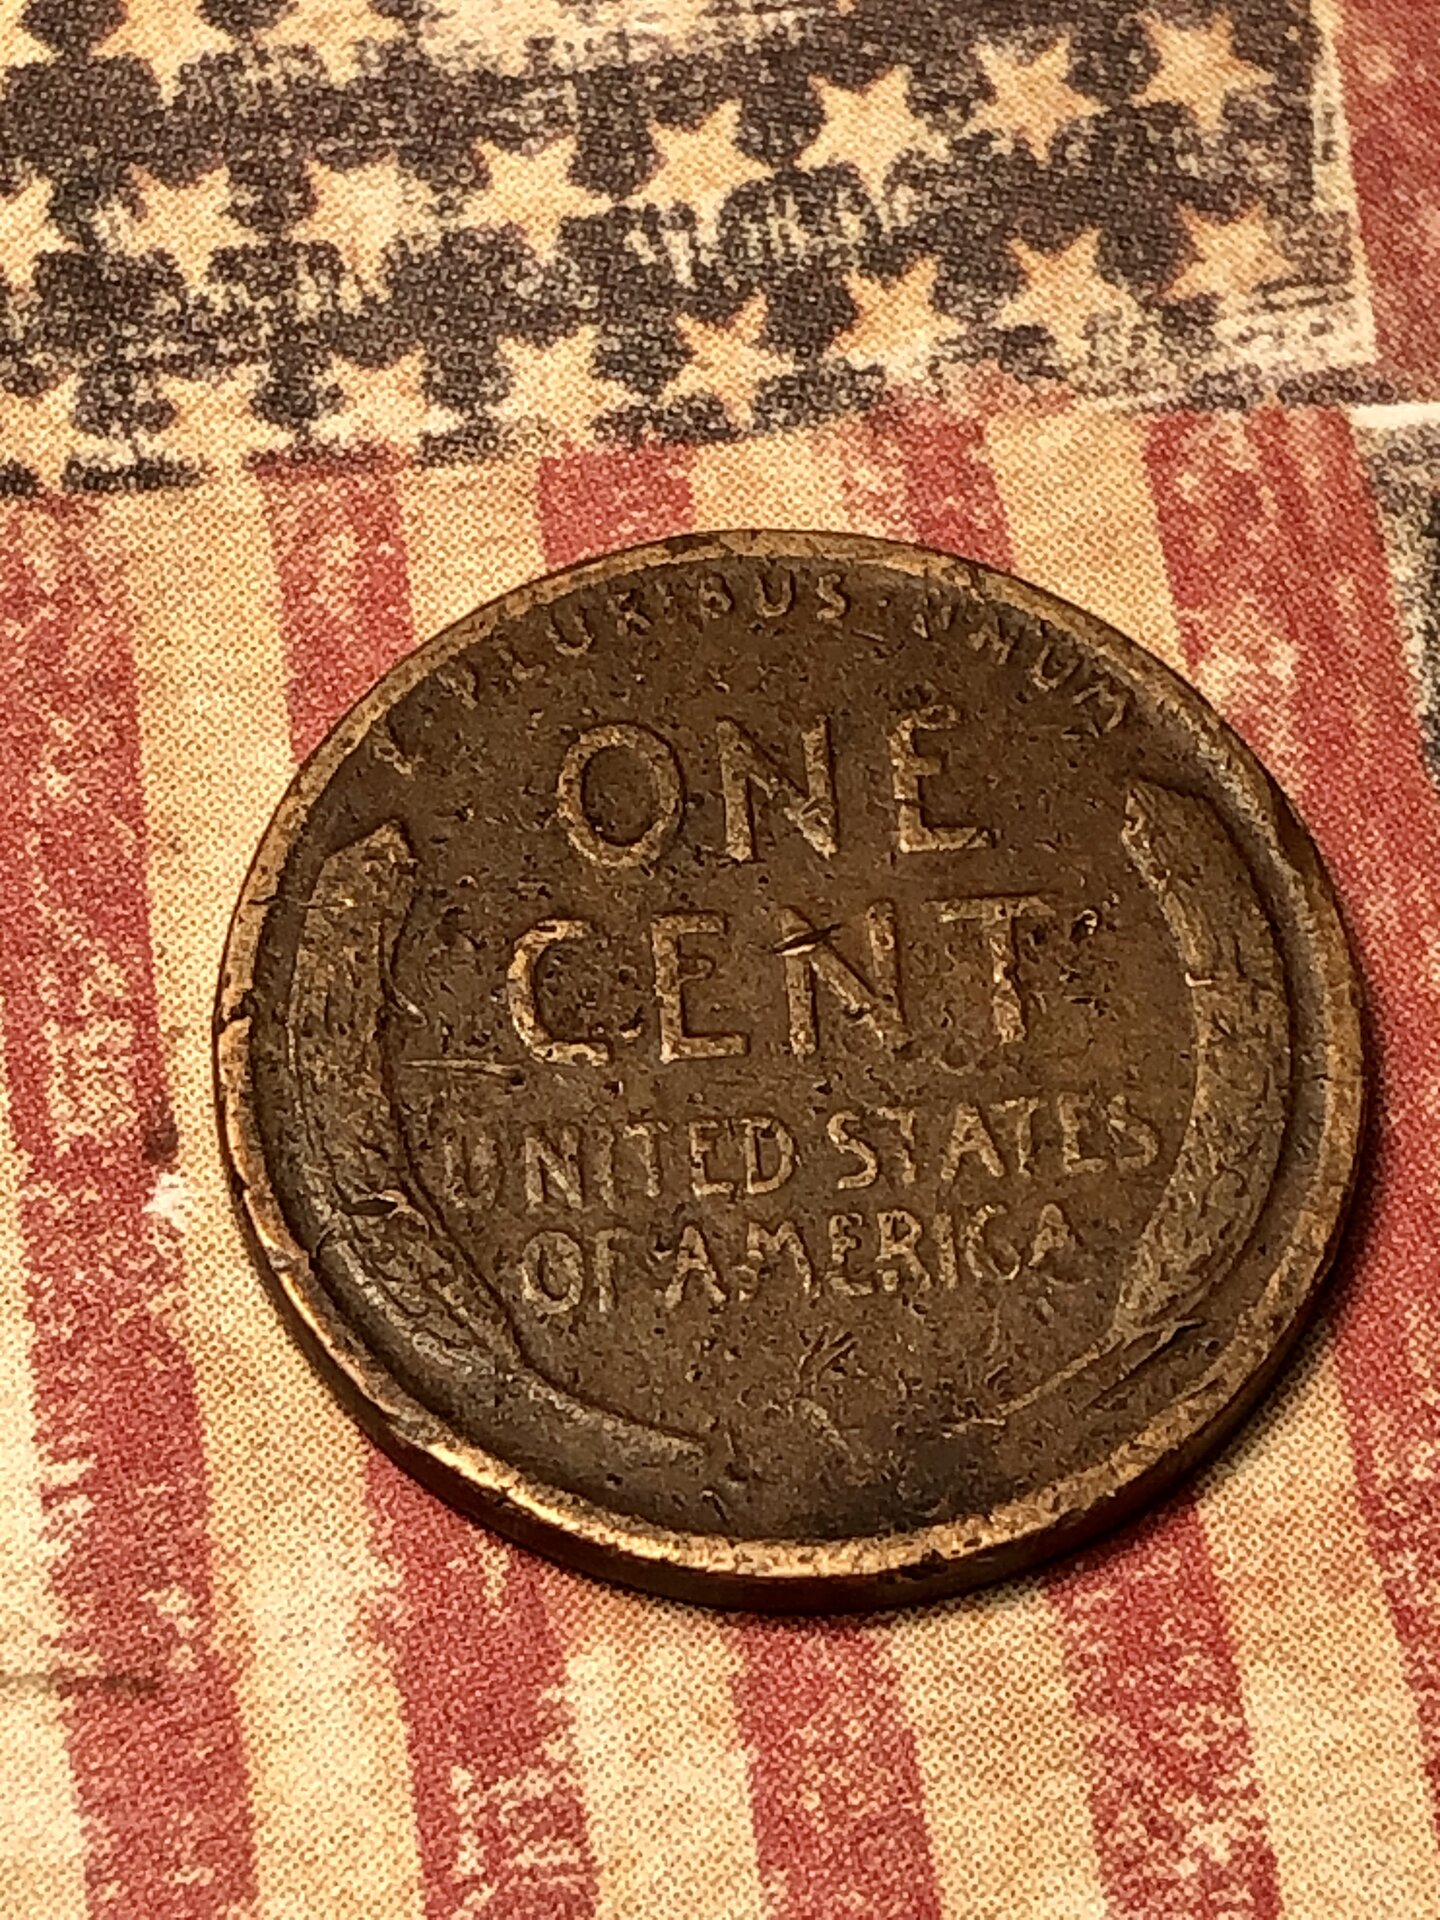 E · PLURIBUS · UNUM
ONE
CENT
UNITED STATES
OF AMERICA